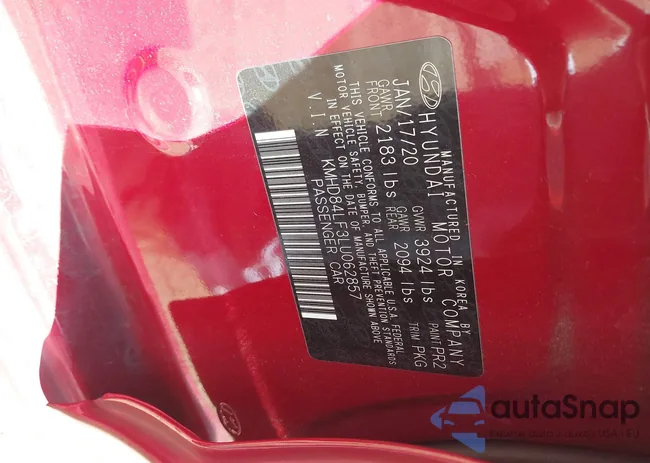 MANUFACTURED IN KOREA BY
HYUNDAI MOTOR COMPANY
JAN/17/20 GVWR 3924 lbs PAINT PR2
GAWR FRONT 2183 lbs GAWR REAR 2094 lbs TRIM PKG
THIS VEHICLE CONFORMS TO ALL APPLICABLE U.S.A. FEDERAL
MOTOR VEHICLE SAFETY, BUMPER, AND THEFT PREVENTION STANDARDS
IN EFFECT ON THE DATE OF MANUFACTURE SHOWN ABOVE
V.I.N KMHD84LF3LU062857
PASSENGER CAR
autaSnap